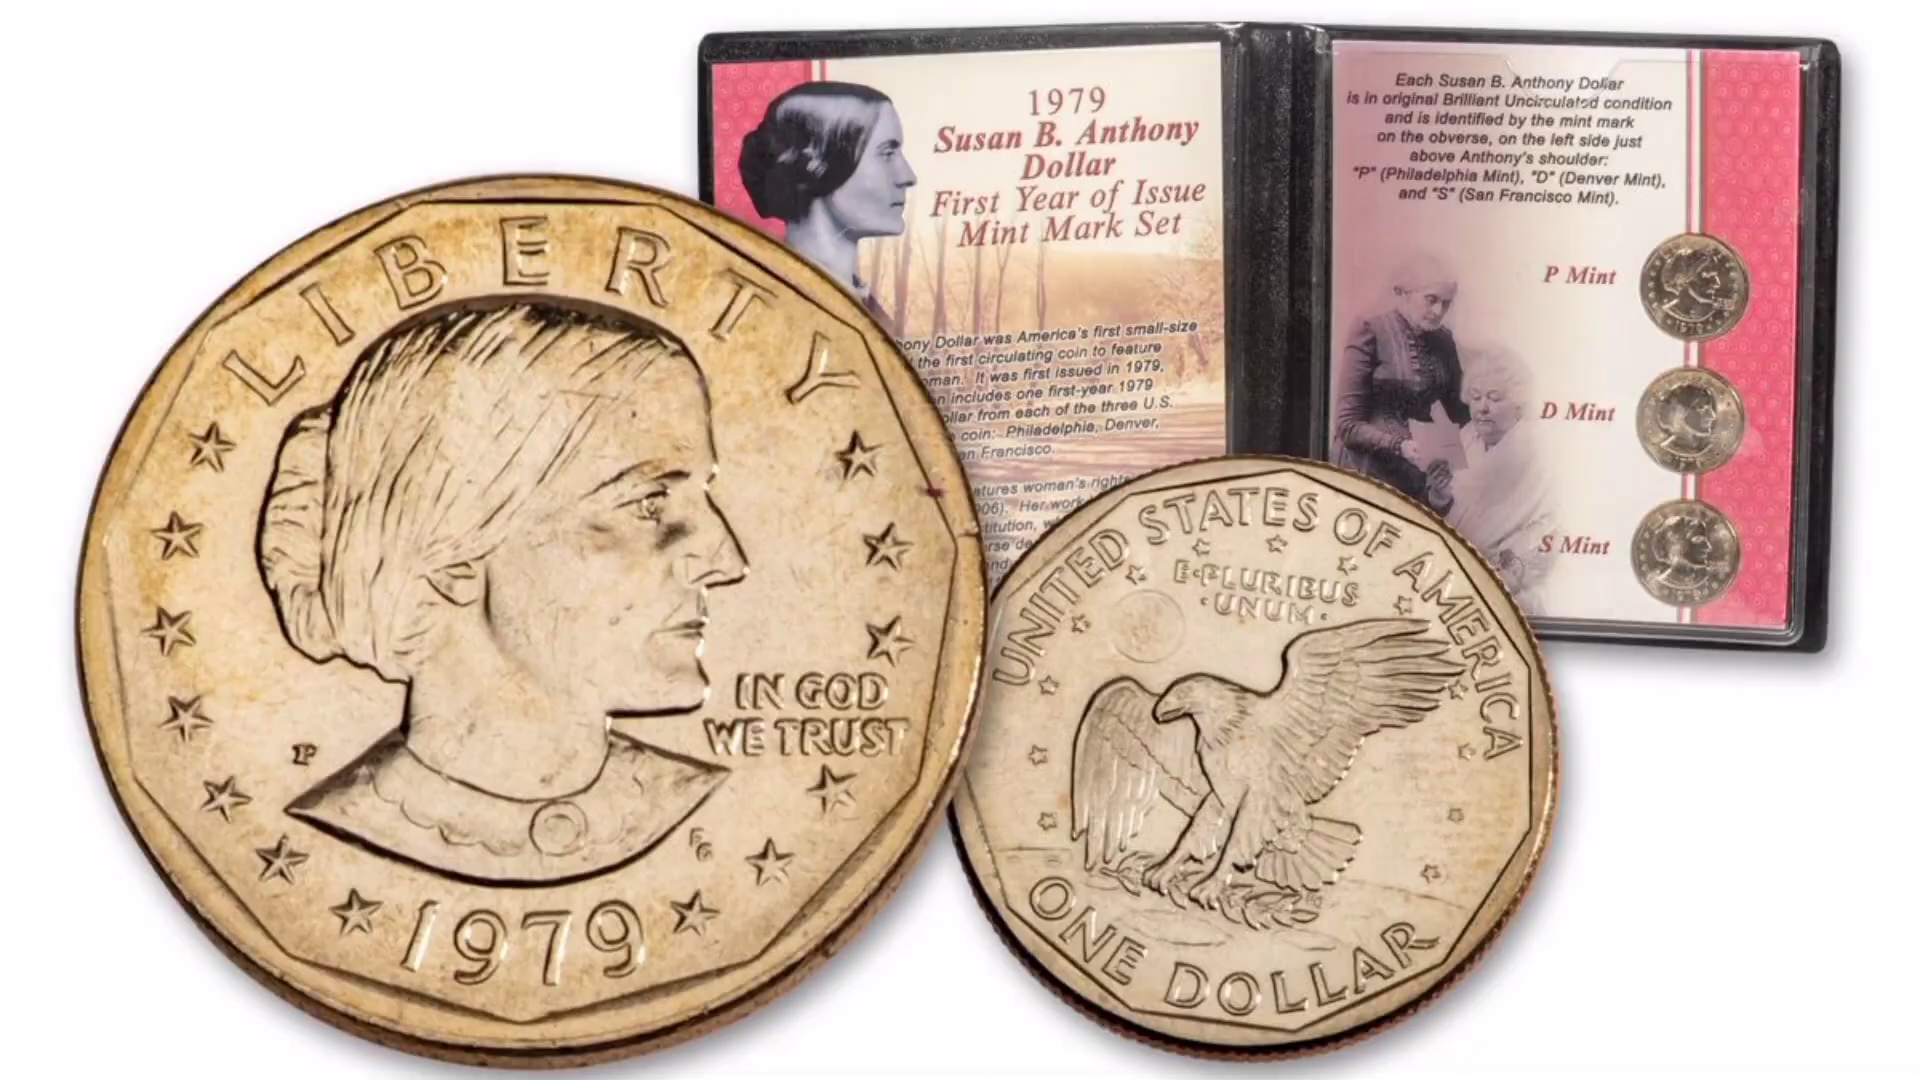 1979
Susan B. Anthony
Dollar
First Year of Issue
Mint Mark Set
Dollar was America's first small-size
the first circulating coin to feature
It was first issued in 1979,
includes one first-year 1979
from each of the three U.S.
coin: Philadelphia, Denver,
Francisco.
woman's rights
Her work
Each Susan B. Anthony Dollar
is in original Brilliant Uncirculated condition
and is identified by the mint mark
on the obverse, on the left side just
above Anthony's shoulder:
"P" (Philadelphia Mint), "D" (Denver Mint),
and "S" (San Francisco Mint).
P Mint
D Mint
S Mint
LIBERTY
IN GOD
WE TRUST
P
FG
1979
UNITED STATES OF AMERICA
E·PLURIBUS
·UNUM·
ONE DOLLAR